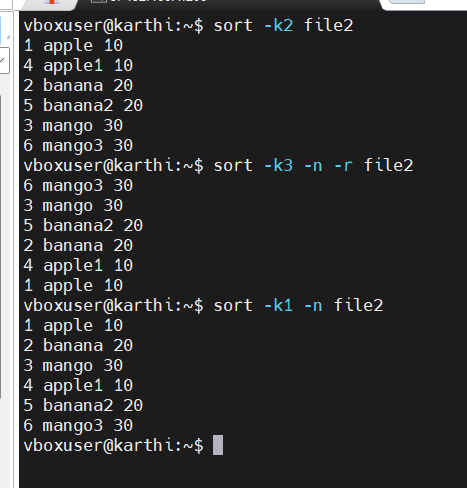 vboxuser@karthi:~$ sort -k2 file2
1 apple 10
4 apple1 10
2 banana 20
5 banana2 20
3 mango 30
6 mango3 30
vboxuser@karthi:~$ sort -k3 -n -r file2
6 mango3 30
3 mango 30
5 banana2 20
2 banana 20
4 apple1 10
1 apple 10
vboxuser@karthi:~$ sort -k1 -n file2
1 apple 10
2 banana 20
3 mango 30
4 apple1 10
5 banana2 20
6 mango3 30
vboxuser@karthi:~$